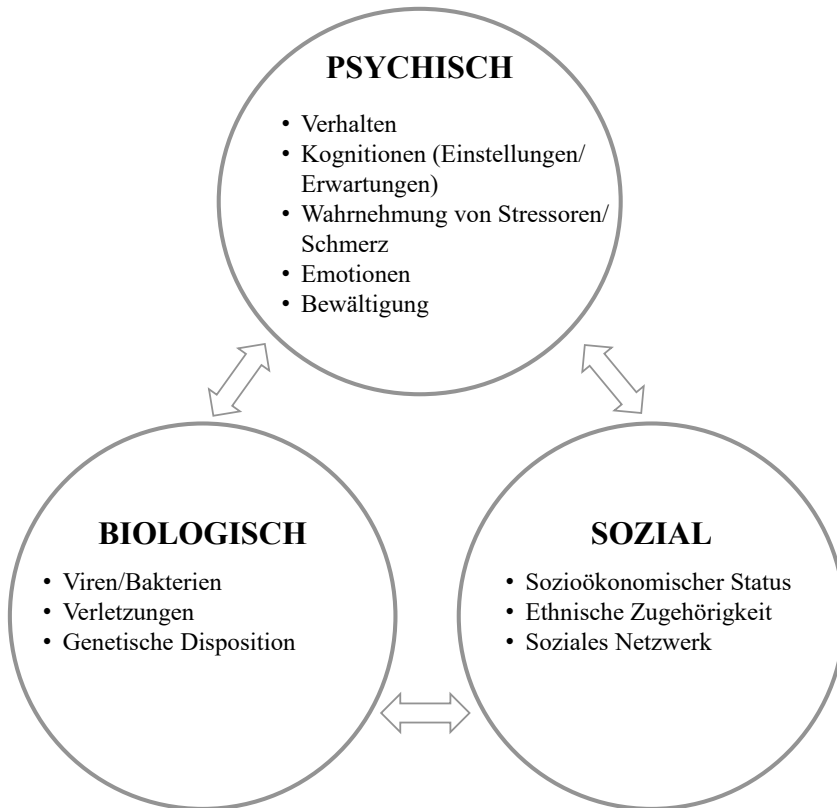 PSYCHISCH
• Verhalten
• Kognitionen (Einstellungen/
Erwartungen)
• Wahrnehmung von Stressoren/
Schmerz
• Emotionen
• Bewältigung
BIOLOGISCH
• Viren/Bakterien
• Verletzungen
• Genetische Disposition
SOZIAL
• Sozioökonomischer Status
• Ethnische Zugehörigkeit
• Soziales Netzwerk